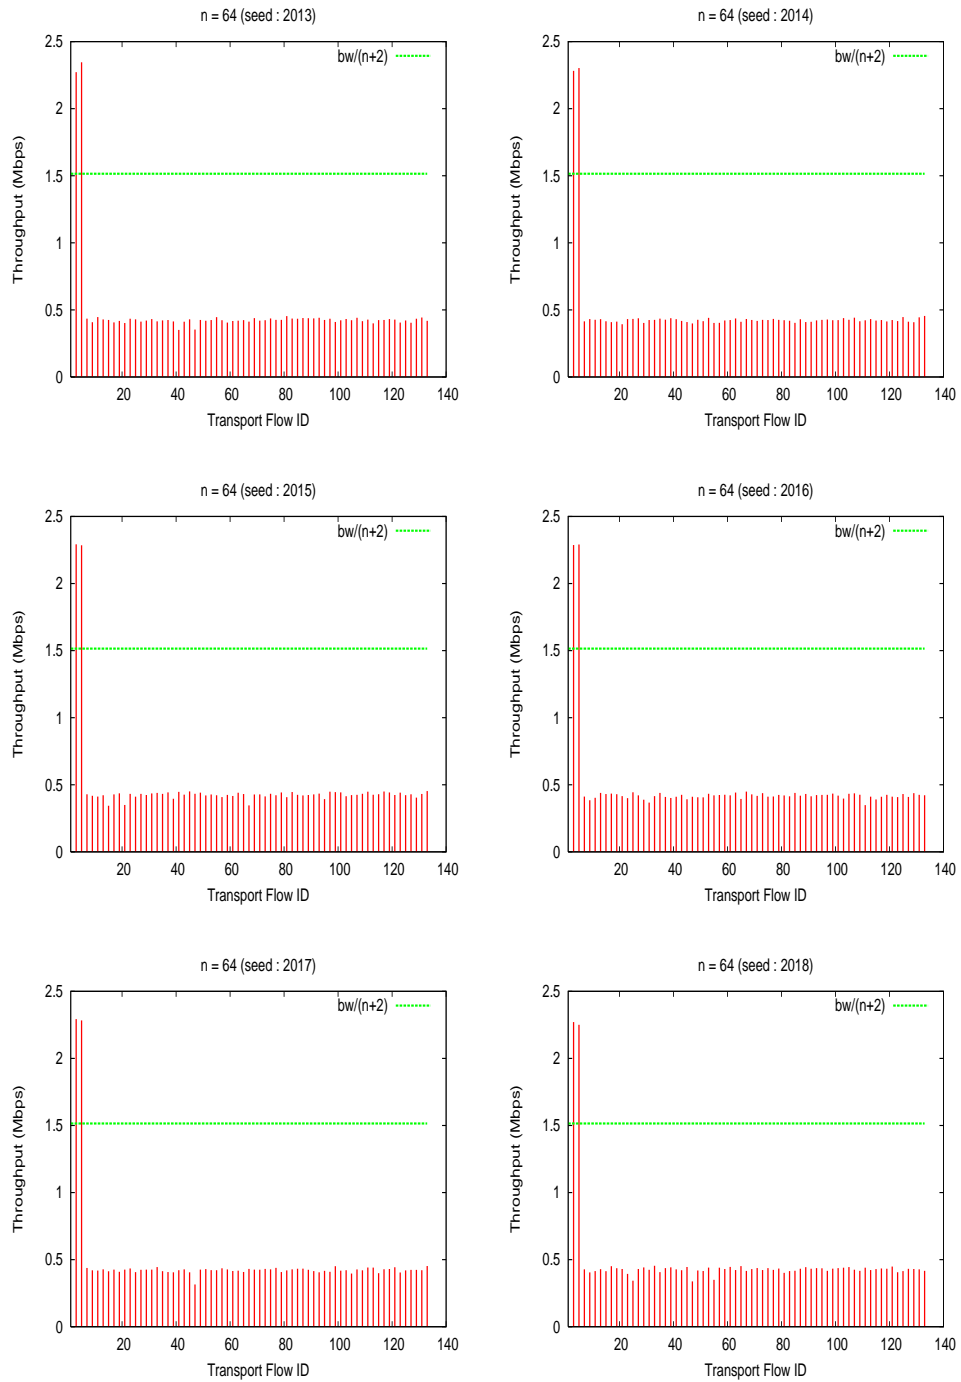 n = 64 (seed : 2013)
2.5
2
1.5
1
0.5
0
Throughput (Mbps)
bw/(n+2)
20 40 60 80 100 120 140
Transport Flow ID
n = 64 (seed : 2014)
2.5
2
1.5
1
0.5
0
Throughput (Mbps)
bw/(n+2)
20 40 60 80 100 120 140
Transport Flow ID
n = 64 (seed : 2015)
2.5
2
1.5
1
0.5
0
Throughput (Mbps)
bw/(n+2)
20 40 60 80 100 120 140
Transport Flow ID
n = 64 (seed : 2016)
2.5
2
1.5
1
0.5
0
Throughput (Mbps)
bw/(n+2)
20 40 60 80 100 120 140
Transport Flow ID
n = 64 (seed : 2017)
2.5
2
1.5
1
0.5
0
Throughput (Mbps)
bw/(n+2)
20 40 60 80 100 120 140
Transport Flow ID
n = 64 (seed : 2018)
2.5
2
1.5
1
0.5
0
Throughput (Mbps)
bw/(n+2)
20 40 60 80 100 120 140
Transport Flow ID